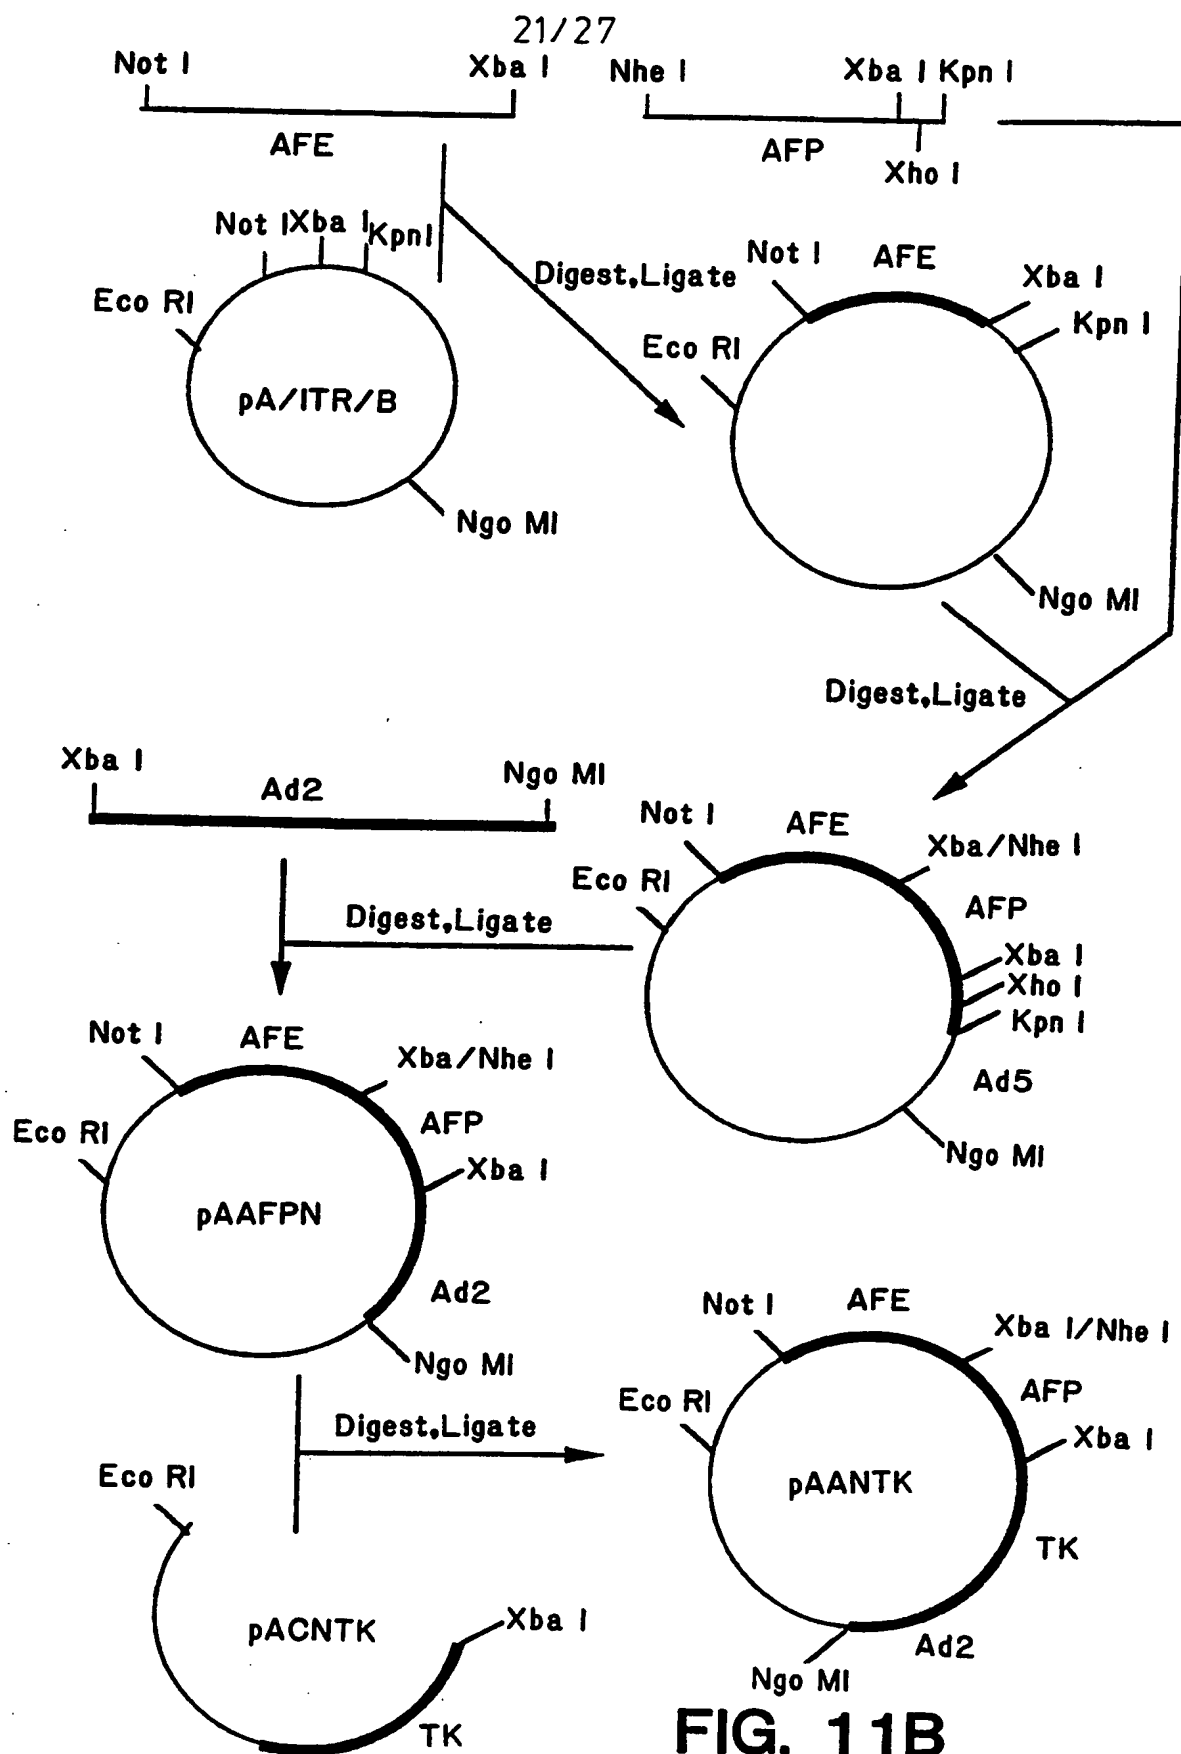 21/27
Not I
Xba I
Nhe I
Xba I Kpn I
AFE
AFP
Xho I
Not I Xba I Kpn I
Eco RI
pA/ITR/B
Ngo MI
Digest,Ligate
Not I
AFE
Xba I
Kpn I
Eco RI
Ngo MI
Digest,Ligate
Xba I
Ad2
Ngo MI
Digest,Ligate
Not I
AFE
Xba/Nhe I
Eco RI
AFP
Xba I
Xho I
Kpn I
Ad5
Ngo MI
Not I
AFE
Xba/Nhe I
Eco RI
AFP
Xba I
pAAFPN
Ad2
Ngo MI
Digest,Ligate
Eco RI
pACNTK
Xba I
TK
Not I
AFE
Xba I/Nhe I
Eco RI
AFP
Xba I
pAANTK
TK
Ad2
Ngo MI
FIG. 11B